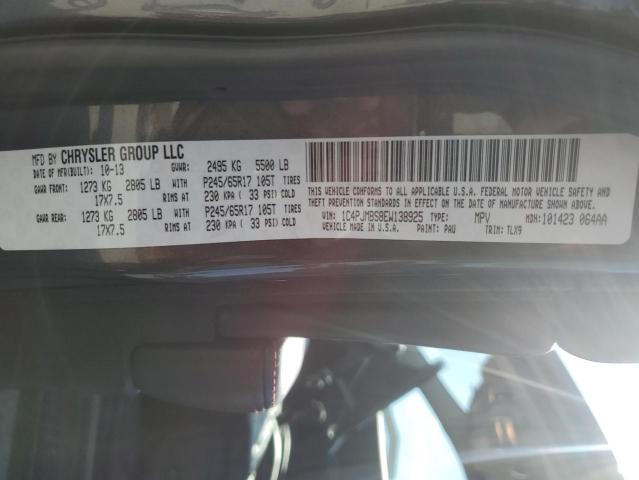 MFD BY CHRYSLER GROUP LLC
DATE OF MFR(BUILT): 10-13 GVWR: 2495 KG 5500 LB
GAWR FRONT: 1273 KG 2805 LB WITH P245/65R17 105T TIRES
17X7.5 RIMS AT 230 KPA ( 33 PSI) COLD
GAWR REAR: 1273 KG 2805 LB WITH P245/65R17 105T TIRES
17X7.5 RIMS AT 230 KPA ( 33 PSI) COLD
THIS VEHICLE CONFORMS TO ALL APPLICABLE U.S.A. FEDERAL MOTOR VEHICLE SAFETY AND
THEFT PREVENTION STANDARDS IN EFFECT ON THE DATE OF MANUFACTURE SHOWN ABOVE.
VIN: 1C4PJMBS8EW138925 TYPE: MPV MDH: 101423 064AA
MADE IN U.S.A. PAINT: PAU TRIM: TLX9